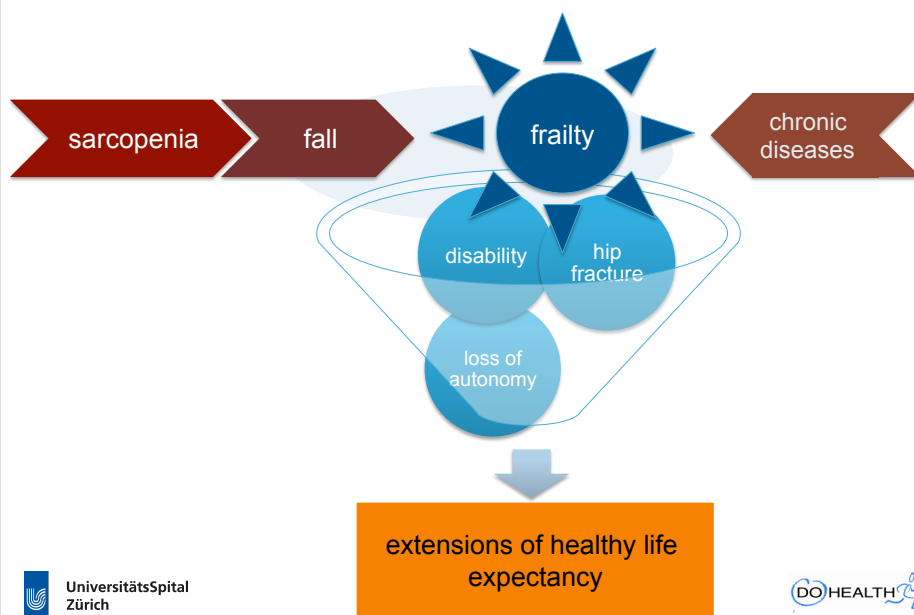 sarcopenia
fall
frailty
chronic
diseases
disability
hip
fracture
loss of
autonomy
extensions of healthy life
expectancy
UniversitätsSpital
Zürich
DO HEALTH